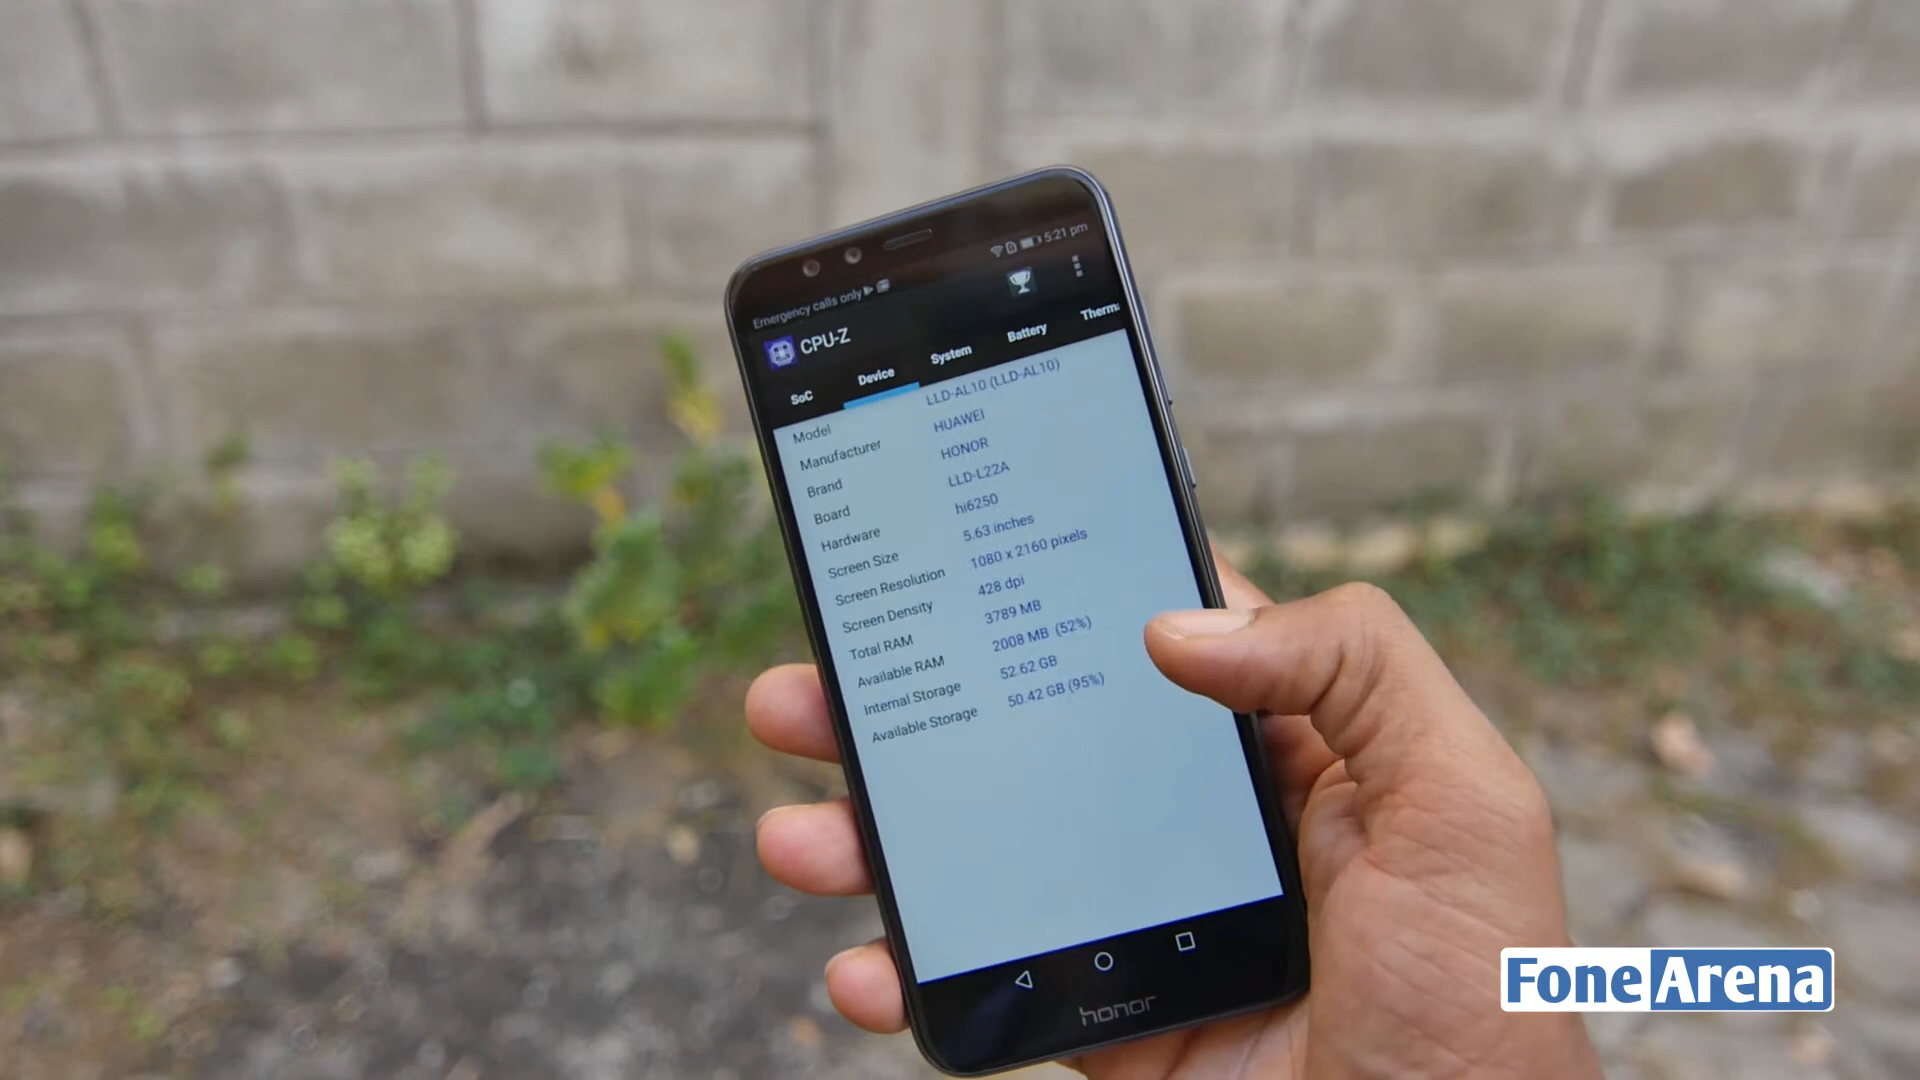 Emergency calls only
5:21 pm
CPU-Z
SoC Device System Battery Therma
Model LLD-AL10 (LLD-AL10)
Manufacturer HUAWEI
Brand HONOR
Board LLD-L22A
Hardware hi6250
Screen Size 5.63 inches
Screen Resolution 1080 x 2160 pixels
Screen Density 428 dpi
Total RAM 3789 MB
Available RAM 2008 MB (52%)
Internal Storage 52.62 GB
Available Storage 50.42 GB (95%)
honor
FoneArena